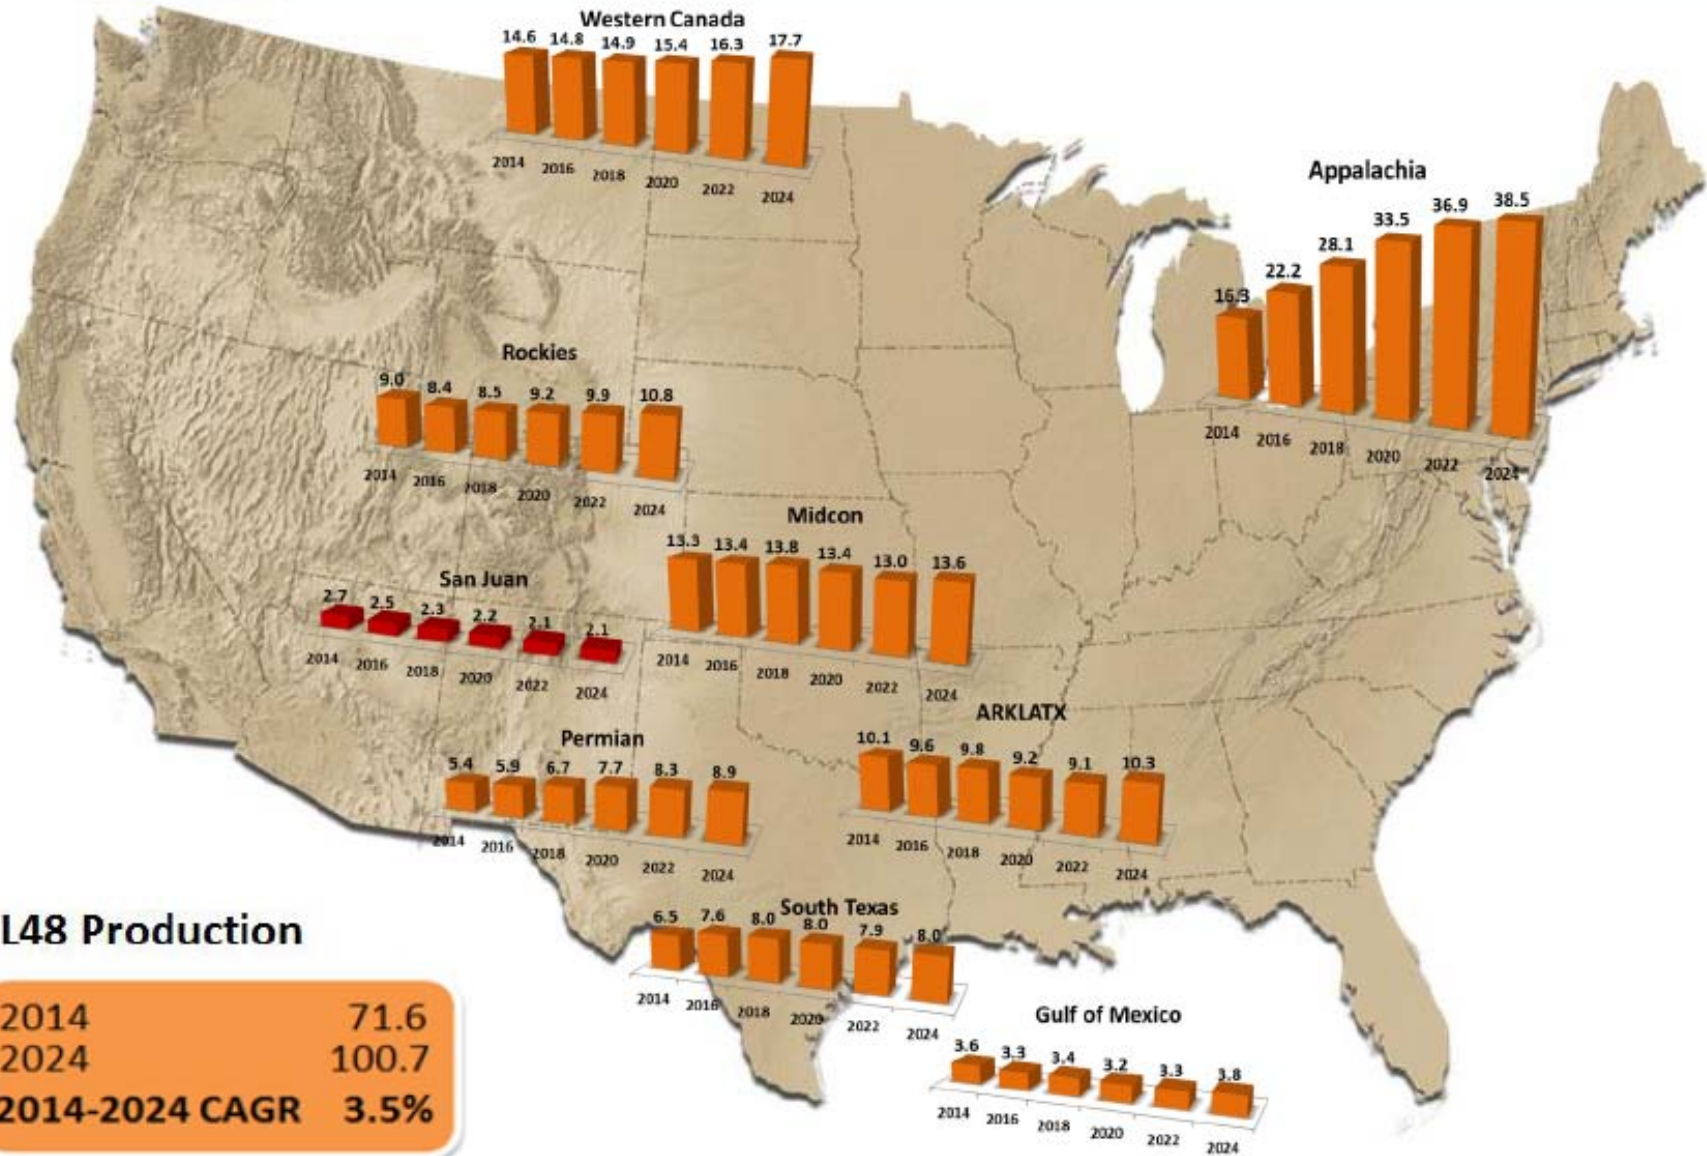 Western Canada
14.6 14.8 14.9 15.4 16.3 17.7
2014 2016 2018 2020 2022 2024
Appalachia
16.3 22.2 28.1 33.5 36.9 38.5
2014 2016 2018 2020 2022 2024
Rockies
9.0 8.4 8.5 9.2 9.9 10.8
2014 2016 2018 2020 2022 2024
Midcon
13.3 13.4 13.8 13.4 13.0 13.6
2014 2016 2018 2020 2022 2024
San Juan
2.7 2.5 2.3 2.2 2.1 2.1
2014 2016 2018 2020 2022 2024
ARKLATX
10.1 9.6 9.8 9.2 9.1 10.3
2014 2016 2018 2020 2022 2024
Permian
5.4 5.9 6.7 7.7 8.3 8.9
2014 2016 2018 2020 2022 2024
South Texas
6.5 7.6 8.0 8.0 7.9 8.0
2014 2016 2018 2020 2022 2024
Gulf of Mexico
3.6 3.3 3.4 3.2 3.3 3.8
2014 2016 2018 2020 2022 2024
L48 Production
2014 71.6
2024 100.7
2014-2024 CAGR 3.5%